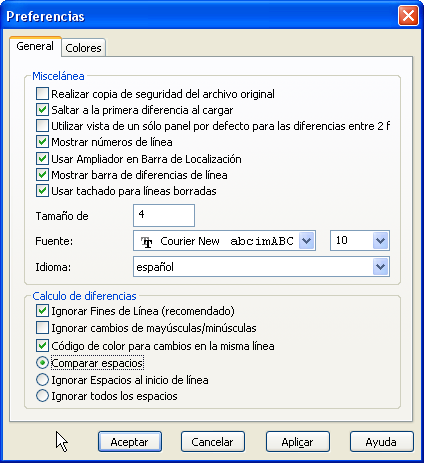 Preferencias
General Colores
Miscelánea
Realizar copia de seguridad del archivo original
Saltar a la primera diferencia al cargar
Utilizar vista de un sólo panel por defecto para las diferencias entre 2 f
Mostrar números de línea
Usar Ampliador en Barra de Localización
Mostrar barra de diferencias de línea
Usar tachado para líneas borradas
Tamaño de 4
Fuente: Courier New abcimABC 10
Idioma: español
Calculo de diferencias
Ignorar Fines de Línea (recomendado)
Ignorar cambios de mayúsculas/minúsculas
Código de color para cambios en la misma línea
Comparar espacios
Ignorar Espacios al inicio de línea
Ignorar todos los espacios
Aceptar Cancelar Aplicar Ayuda